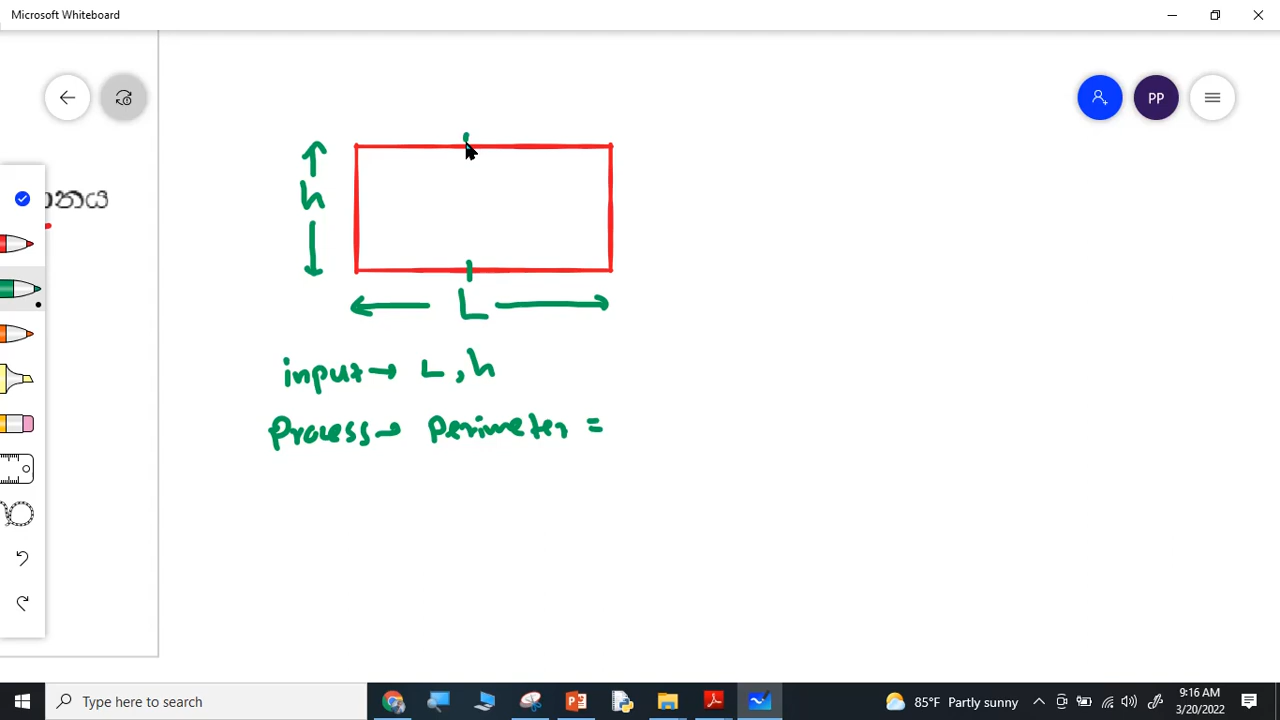 Microsoft Whiteboard
PP
h
L
input → L, h
Process → Perimeter =
Type here to search
85°F Partly sunny
9:16 AM
3/20/2022